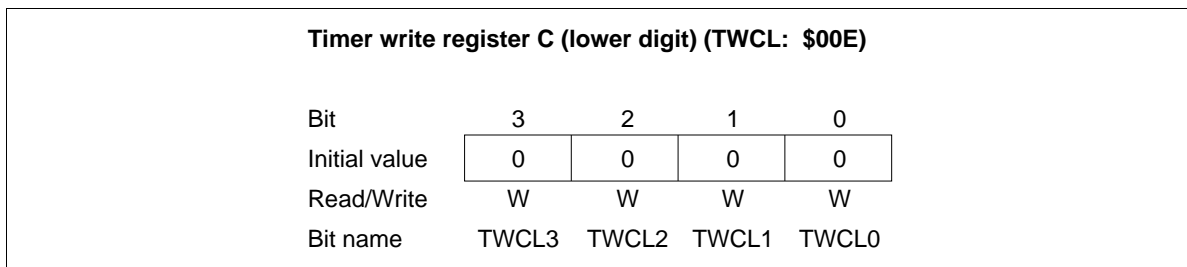 Timer write register C (lower digit) (TWCL: $00E)
Bit 3 2 1 0
Initial value 0 0 0 0
Read/Write W W W W
Bit name TWCL3 TWCL2 TWCL1 TWCL0